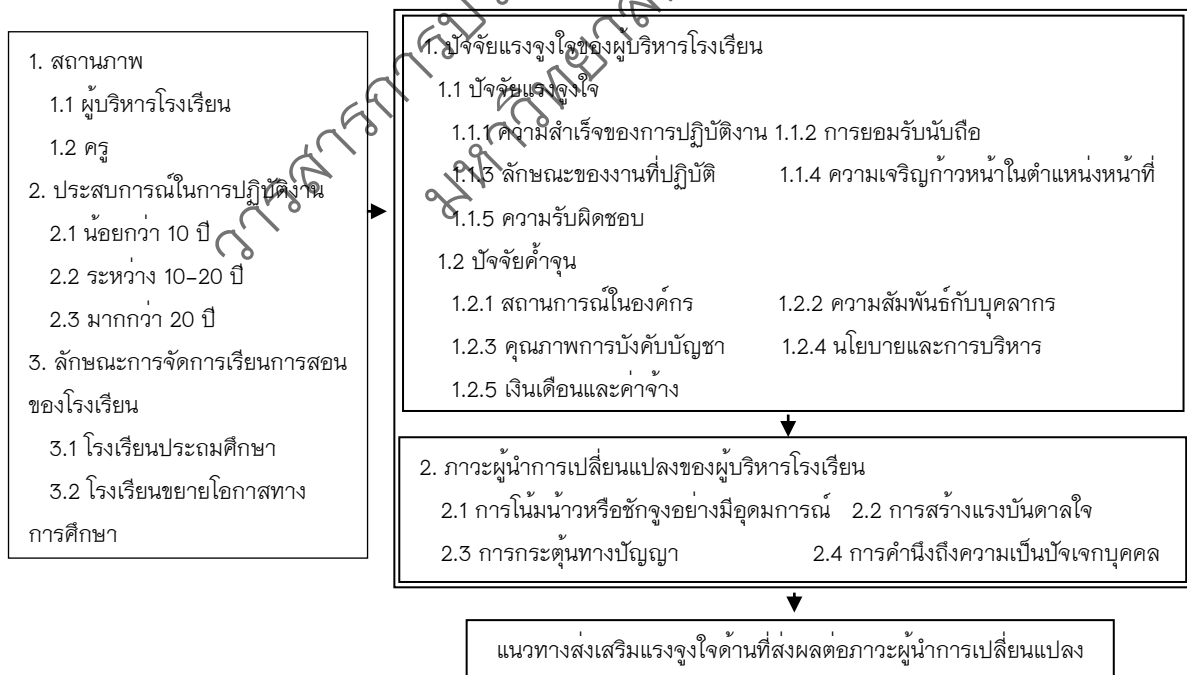 1. สถานภาพ
1.1 ผู้บริหารโรงเรียน
1.2 ครู
2. ประสบการณ์ในการปฏิบัติงาน
2.1 น้อยกว่า 10 ปี
2.2 ระหว่าง 10–20 ปี
2.3 มากกว่า 20 ปี
3. ลักษณะการจัดการเรียนการสอน
ของโรงเรียน
3.1 โรงเรียนประถมศึกษา
3.2 โรงเรียนขยายโอกาสทาง
การศึกษา
1. ปัจจัยแรงจูงใจของผู้บริหารโรงเรียน
1.1 ปัจจัยแรงจูงใจ
1.1.1 ความสำเร็จของการปฏิบัติงาน 1.1.2 การยอมรับนับถือ
1.1.3 ลักษณะของงานที่ปฏิบัติ 1.1.4 ความเจริญก้าวหน้าในตำแหน่งหน้าที่
1.1.5 ความรับผิดชอบ
1.2 ปัจจัยค้ำจุน
1.2.1 สถานการณ์ในองค์กร 1.2.2 ความสัมพันธ์กับบุคลากร
1.2.3 คุณภาพการบังคับบัญชา 1.2.4 นโยบายและการบริหาร
1.2.5 เงินเดือนและค่าจ้าง
2. ภาวะผู้นำการเปลี่ยนแปลงของผู้บริหารโรงเรียน
2.1 การโน้มน้าวหรือชักจูงอย่างมีอุดมการณ์ 2.2 การสร้างแรงบันดาลใจ
2.3 การกระตุ้นทางปัญญา 2.4 การคำนึงถึงความเป็นปัจเจกบุคคล
แนวทางส่งเสริมแรงจูงใจด้านที่ส่งผลต่อภาวะผู้นำการเปลี่ยนแปลง
วารสารการ